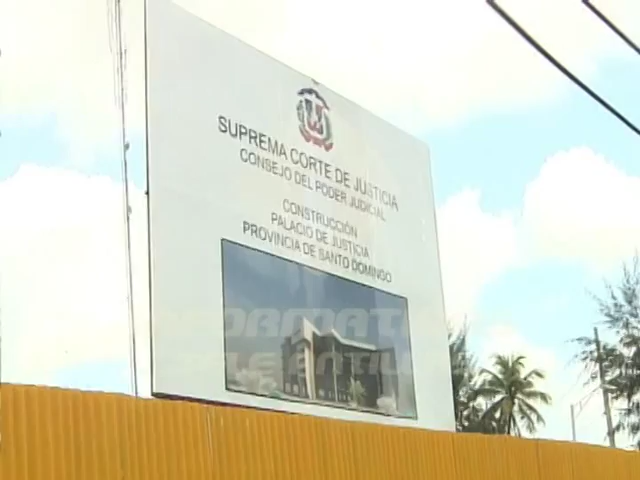 SUPREMA CORTE DE JUSTICIA
CONSEJO DEL PODER JUDICIAL
CONSTRUCCIÓN
PALACIO DE JUSTICIA
PROVINCIA DE SANTO DOMINGO